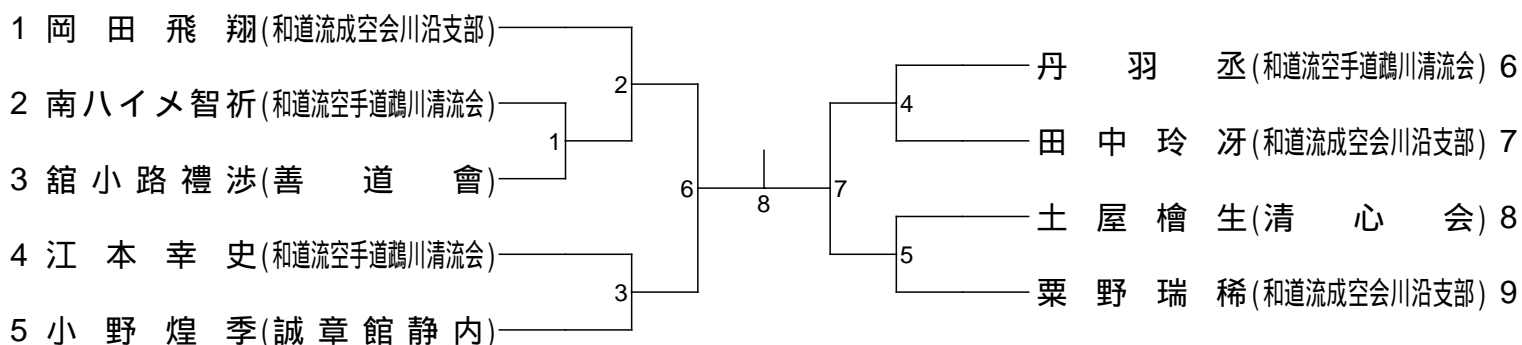 1 岡田飛翔(和道流成空会川沿支部)
2 南ハイメ智祈(和道流空手道鵡川清流会)
3 舘小路禮渉(善道會)
4 江本幸史(和道流空手道鵡川清流会)
5 小野煌季(誠章館静内)
2
1
6
3
8
7
4
5
丹羽丞(和道流空手道鵡川清流会) 6
田中玲冴(和道流成空会川沿支部) 7
土屋檜生(清心会) 8
粟野瑞稀(和道流成空会川沿支部) 9